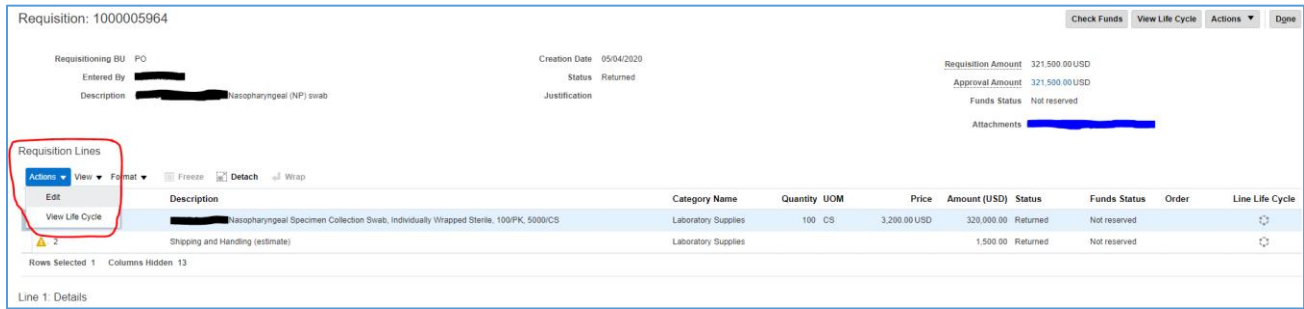 Requisition: 1000005964 Check Funds View Life Cycle Actions Done
Requisitioning BU PO Creation Date 05/04/2020
Requisition Amount 321,500.00 USD
Entered By Status Returned
Approval Amount 321,500.00 USD
Description Nasopharyngeal (NP) swab Justification
Funds Status Not reserved
Attachments
Requisition Lines
Actions View Format Freeze Detach Wrap
Edit Description Category Name Quantity UOM Price Amount (USD) Status Funds Status Order Line Life Cycle
View Life Cycle Nasopharyngeal Specimen Collection Swab, Individually Wrapped Sterile, 100/PK, 5000/CS Laboratory Supplies 100 CS 3,200.00 USD 320,000.00 Returned Not reserved
2 Shipping and Handling (estimate) Laboratory Supplies 1,500.00 Returned Not reserved
Rows Selected 1 Columns Hidden 13
Line 1: Details